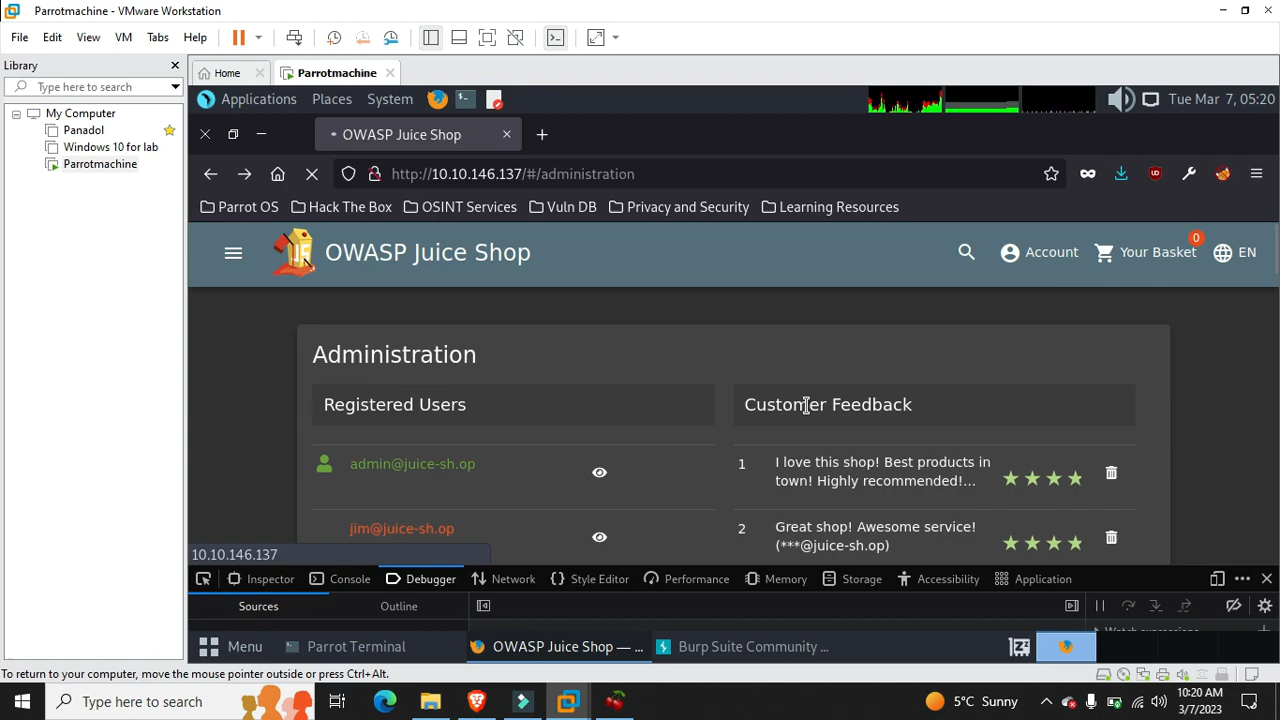 Parrotmachine - VMware Workstation
File Edit View VM Tabs Help
Library
Type here to search
My Computer
Panadol
Windows 10 for lab
Parrotmachine
Home
Parrotmachine
Applications Places System Tue Mar 7, 05:20
OWASP Juice Shop
http://10.10.146.137/#/administration
Parrot OS Hack The Box OSINT Services Vuln DB Privacy and Security Learning Resources
OWASP Juice Shop
Account Your Basket 0 EN
Administration
Registered Users
admin@juice-sh.op
jim@juice-sh.op
Customer Feedback
1 I love this shop! Best products in
town! Highly recommended!...
2 Great shop! Awesome service!
(***@juice-sh.op)
10.10.146.137
Inspector Console Debugger Network Style Editor Performance Memory Storage Accessibility Application
Sources Outline
Watch expressions
Menu Parrot Terminal OWASP Juice Shop — ... Burp Suite Community ...
To return to your computer, move the mouse pointer outside or press Ctrl+Alt.
Type here to search
5°C Sunny
10:20 AM
3/7/2023